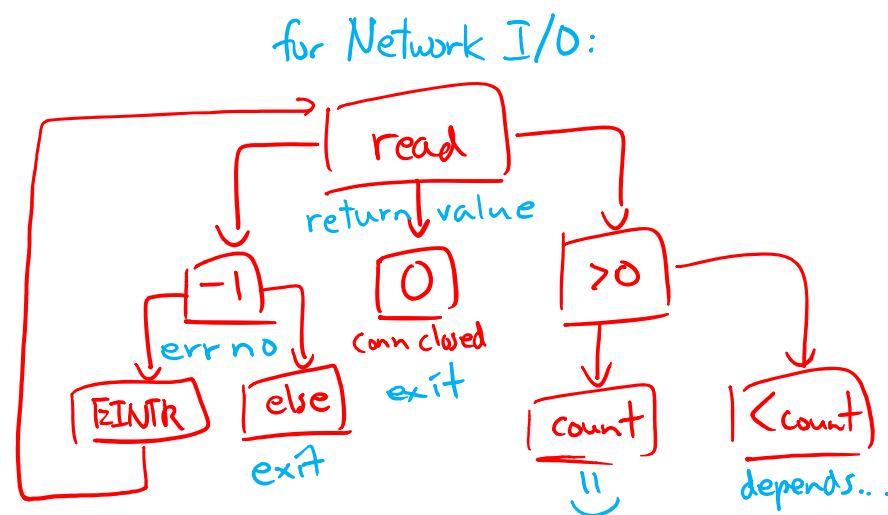 for Network I/O:
read
return value
-1
0
>0
errno
conn closed
exit
EINTR
else
exit
count
<count
depends...